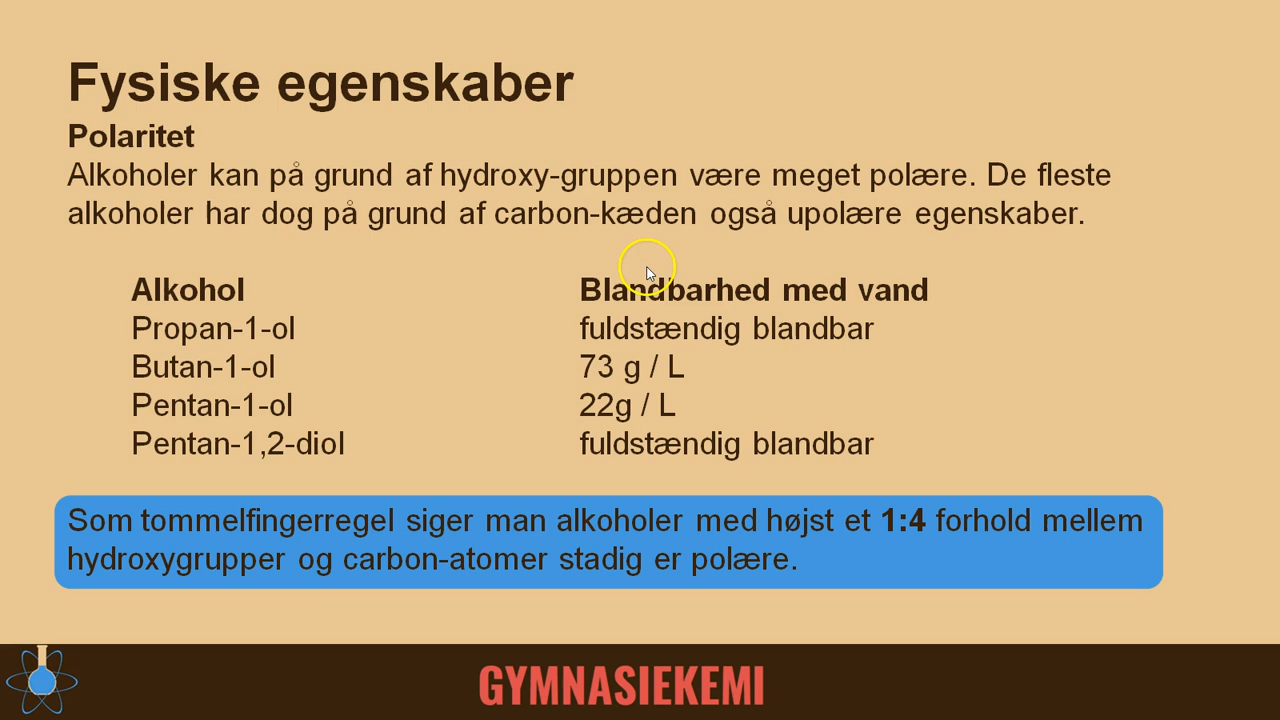 Fysiske egenskaber
Polaritet
Alkoholer kan på grund af hydroxy-gruppen være meget polære. De fleste
alkoholer har dog på grund af carbon-kæden også upolære egenskaber.
Alkohol Blandbarhed med vand
Propan-1-ol fuldstændig blandbar
Butan-1-ol 73 g / L
Pentan-1-ol 22g / L
Pentan-1,2-diol fuldstændig blandbar
Som tommelfingerregel siger man alkoholer med højst et 1:4 forhold mellem
hydroxygrupper og carbon-atomer stadig er polære.
GYMNASIEKEMI